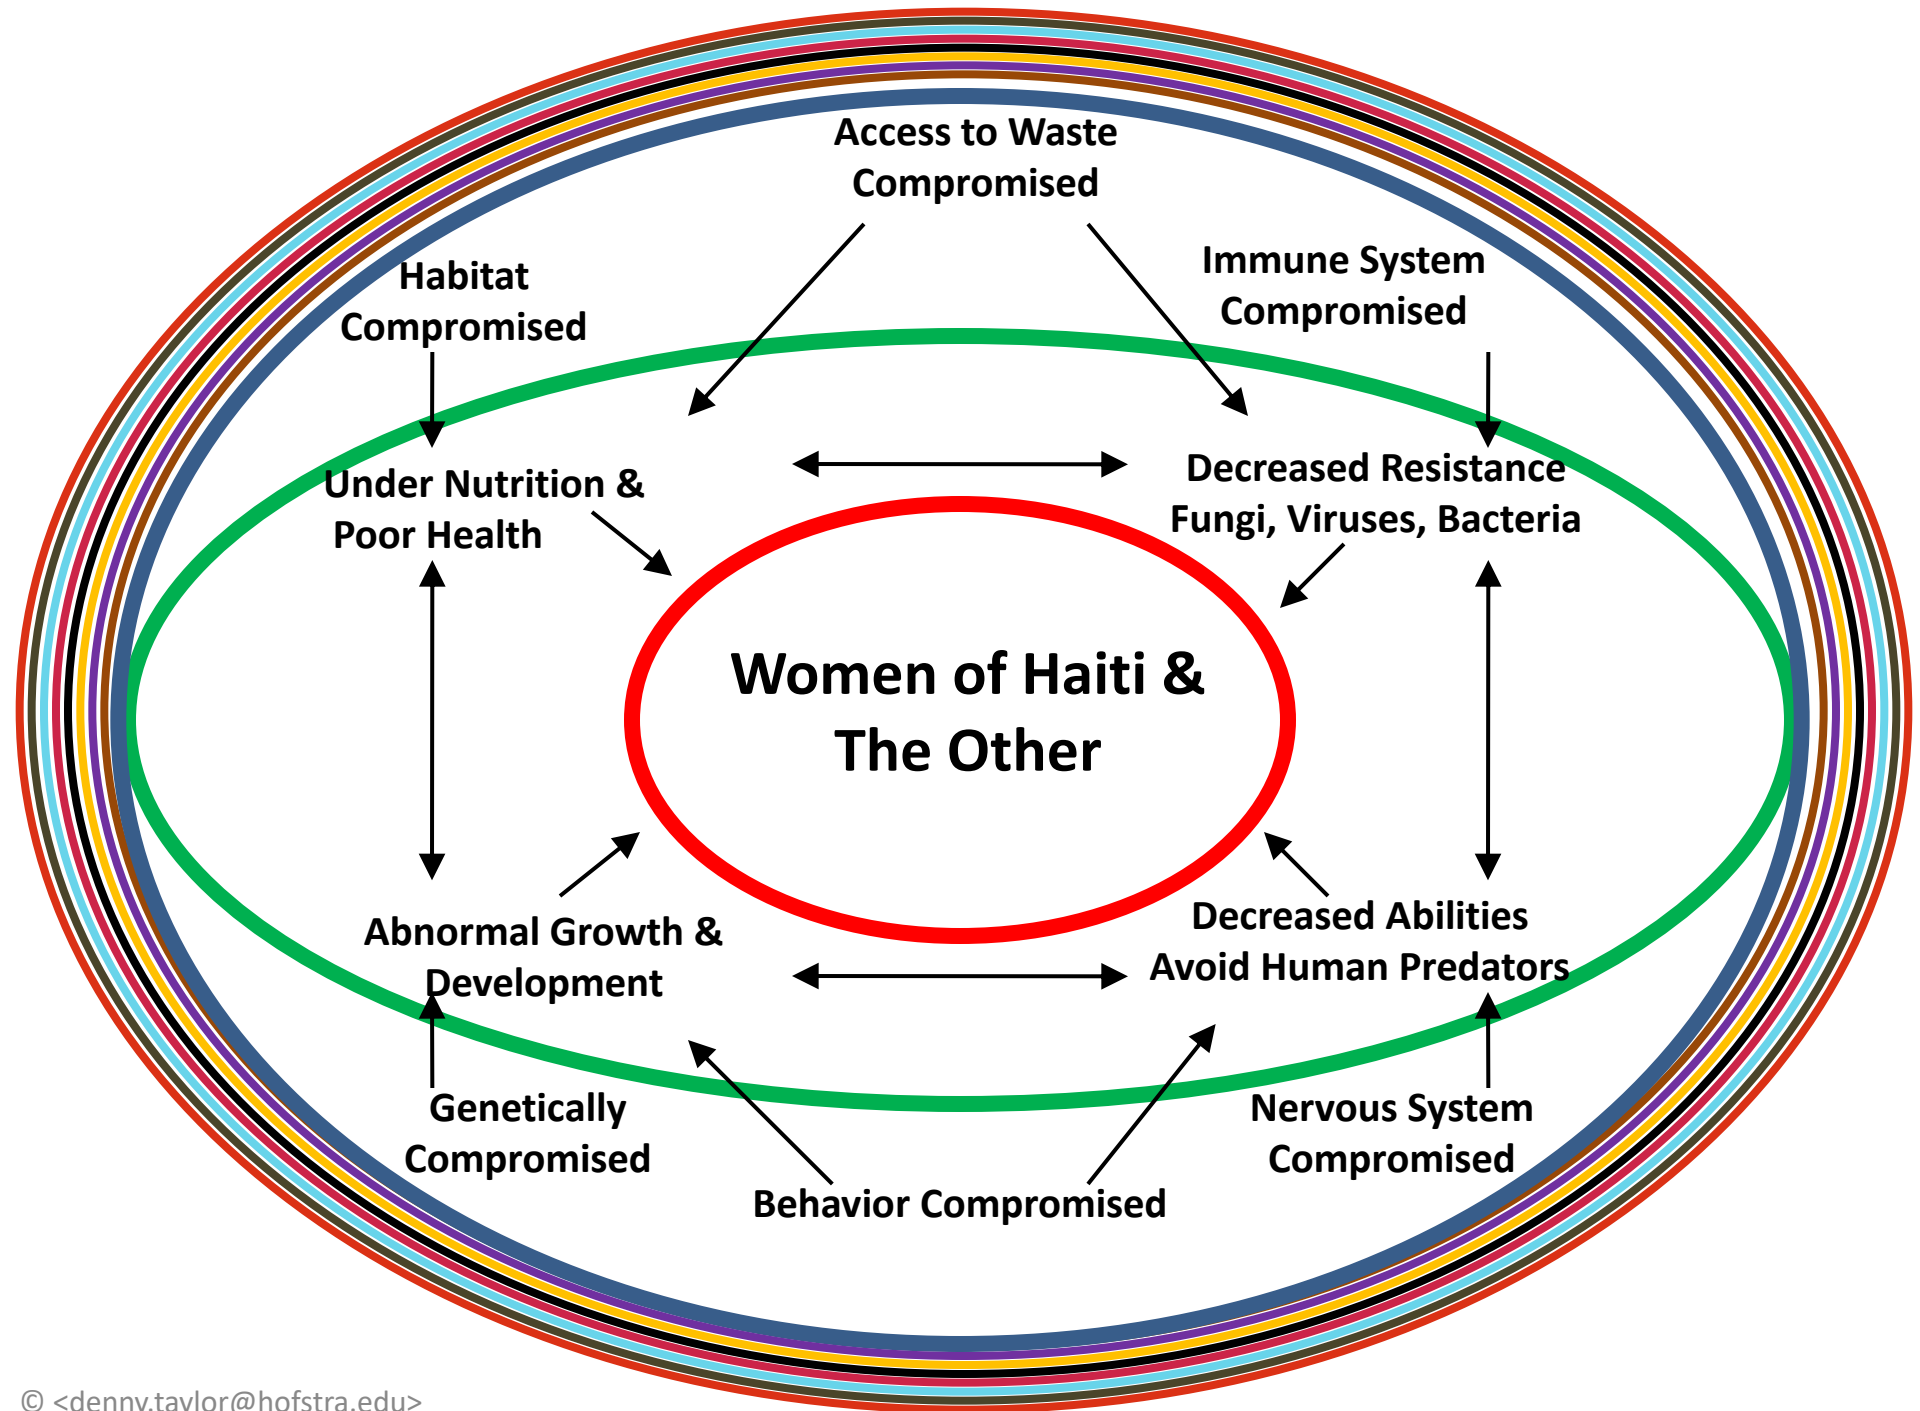 Access to Waste
Compromised
Habitat
Compromised
Immune System
Compromised
Under Nutrition &
Poor Health
Decreased Resistance
Fungi, Viruses, Bacteria
Women of Haiti &
The Other
Abnormal Growth &
Development
Decreased Abilities
Avoid Human Predators
Genetically
Compromised
Behavior Compromised
Nervous System
Compromised
© <denny.taylor@hofstra.edu>